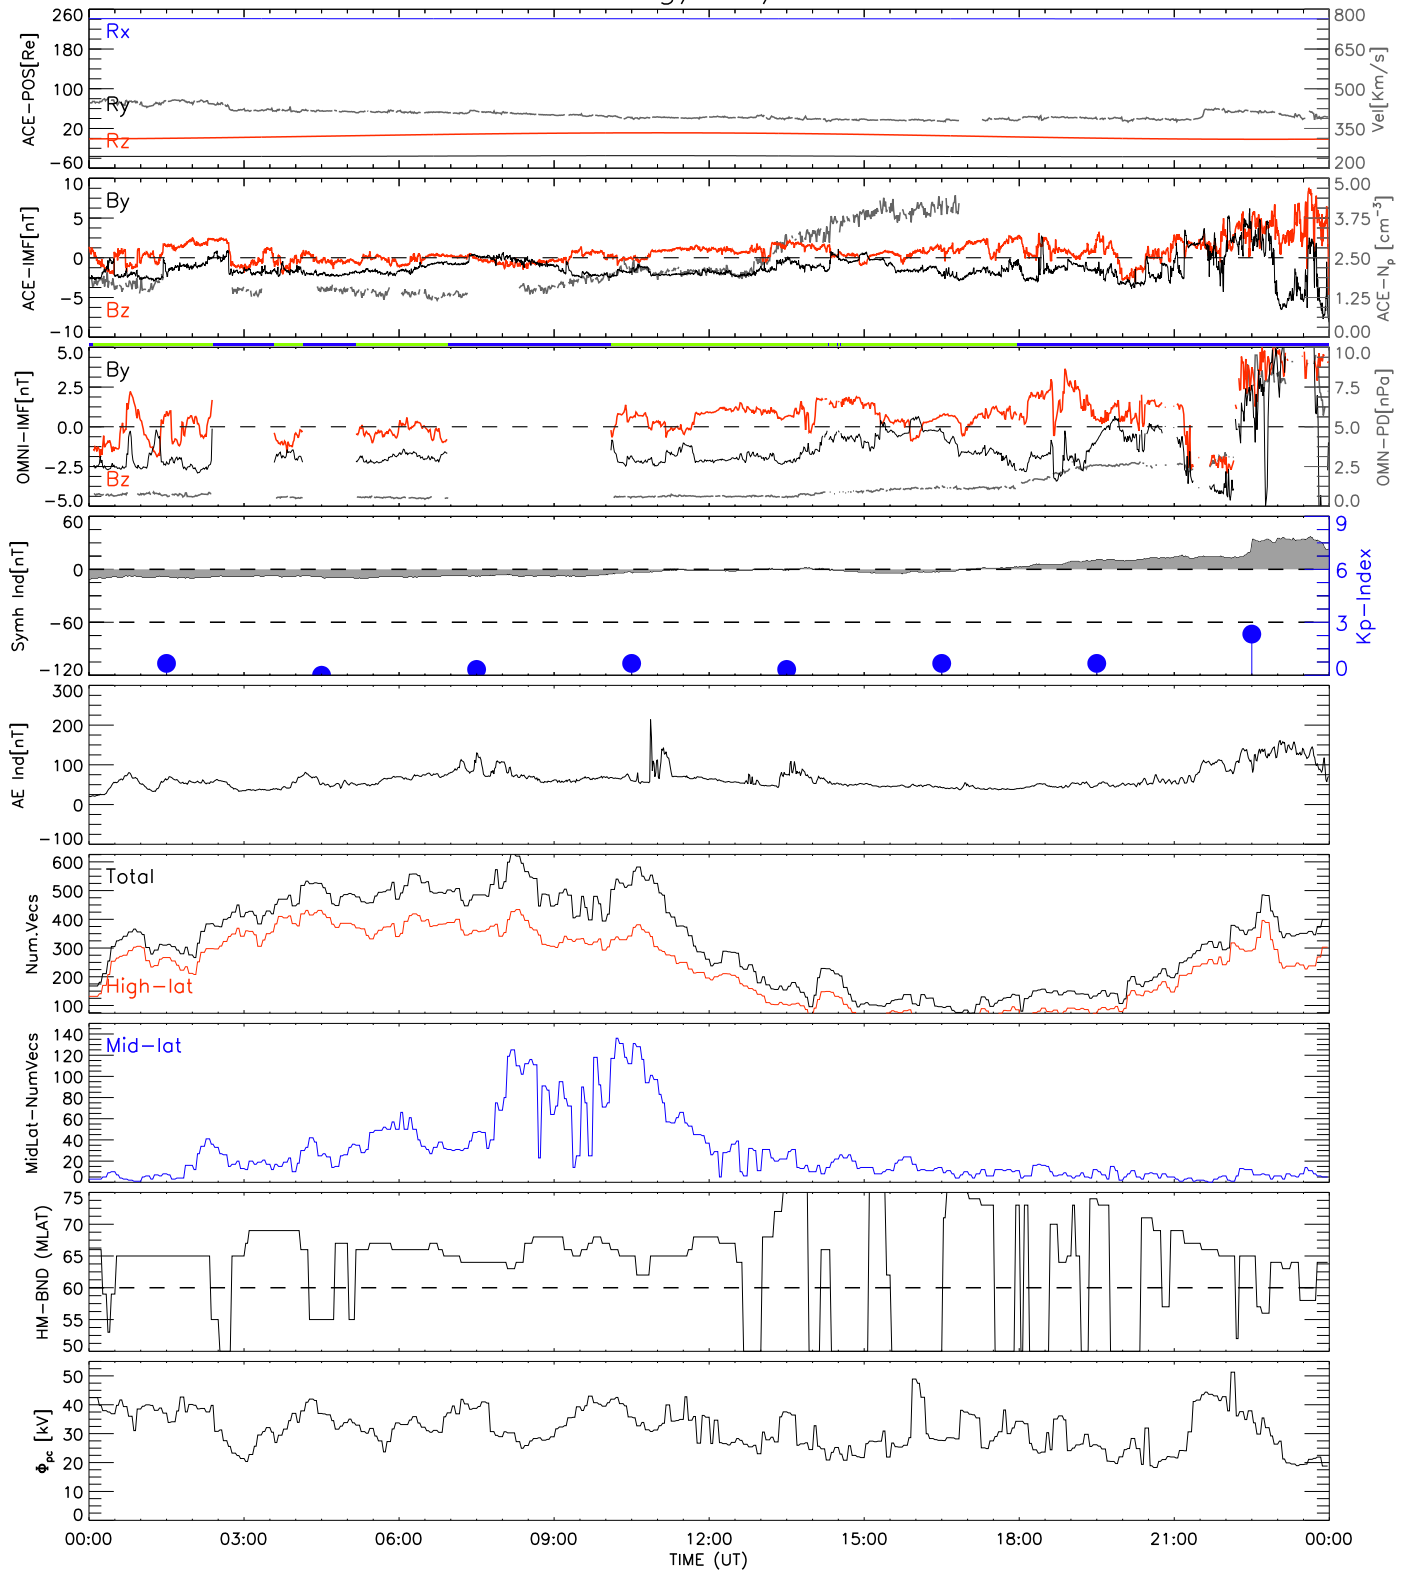 260
180
100
20
−60
ACE−POS[Re]
Rx
Ry
Rz
800
650
500
350
200
Vel[Km/s]
10
5
0
−5
−10
ACE−IMF[nT]
By
Bz
5.00
3.75
2.50
1.25
0.00
ACE−Np [cm−3]
5.0
2.5
0.0
−2.5
−5.0
OMNI−IMF[nT]
By
Bz
10.0
7.5
5.0
2.5
0.0
OMN−PD[nPa]
60
0
−60
−120
Symh Ind[nT]
9
6
3
0
Kp−Index
300
200
100
0
−100
AE Ind[nT]
600
500
400
300
200
100
Num.Vecs
Total
High−lat
140
120
100
80
60
40
20
0
MidLat−NumVecs
Mid−lat
75
70
65
60
55
50
HM−BND (MLAT)
50
40
30
20
10
0
Φpc [kV]
00:00 03:00 06:00 09:00 12:00 15:00 18:00 21:00 00:00
TIME (UT)